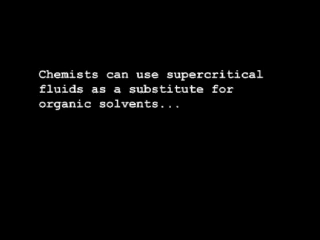 Chemists can use supercritical
fluids as a substitute for
organic solvents...